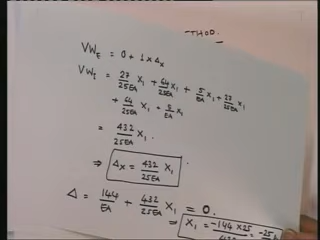 THOD.
VW_E = 0 + 1 x Δ_x
VW_I = 27/25EA X_1 + 64/25EA X_1 + 5/EA X_1 + 27/25EA X_1
+ 64/25EA X_1 + 5/EA X_1
= 432/25EA X_1.
⇒ Δ_x = 432/25EA X_1
Δ = 144/EA + 432/25EA X_1 = 0.
⇒ X_1 = -144 x 25/432 =